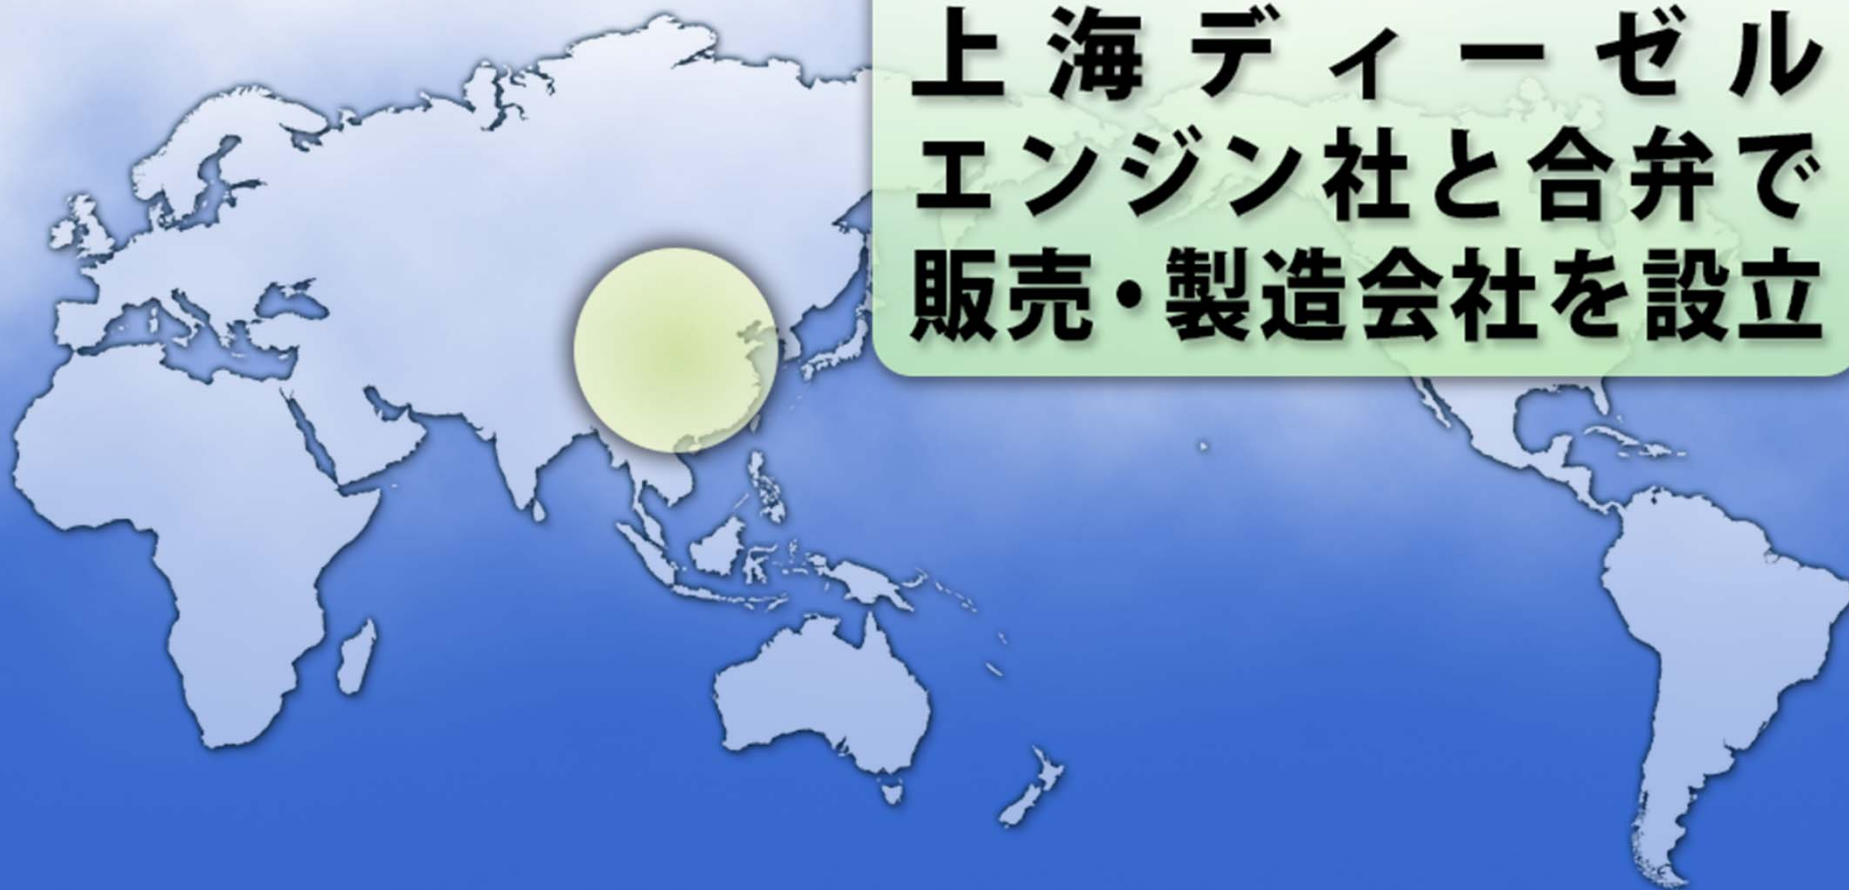 上海ディーゼル
エンジン社と合弁で
販売・製造会社を設立